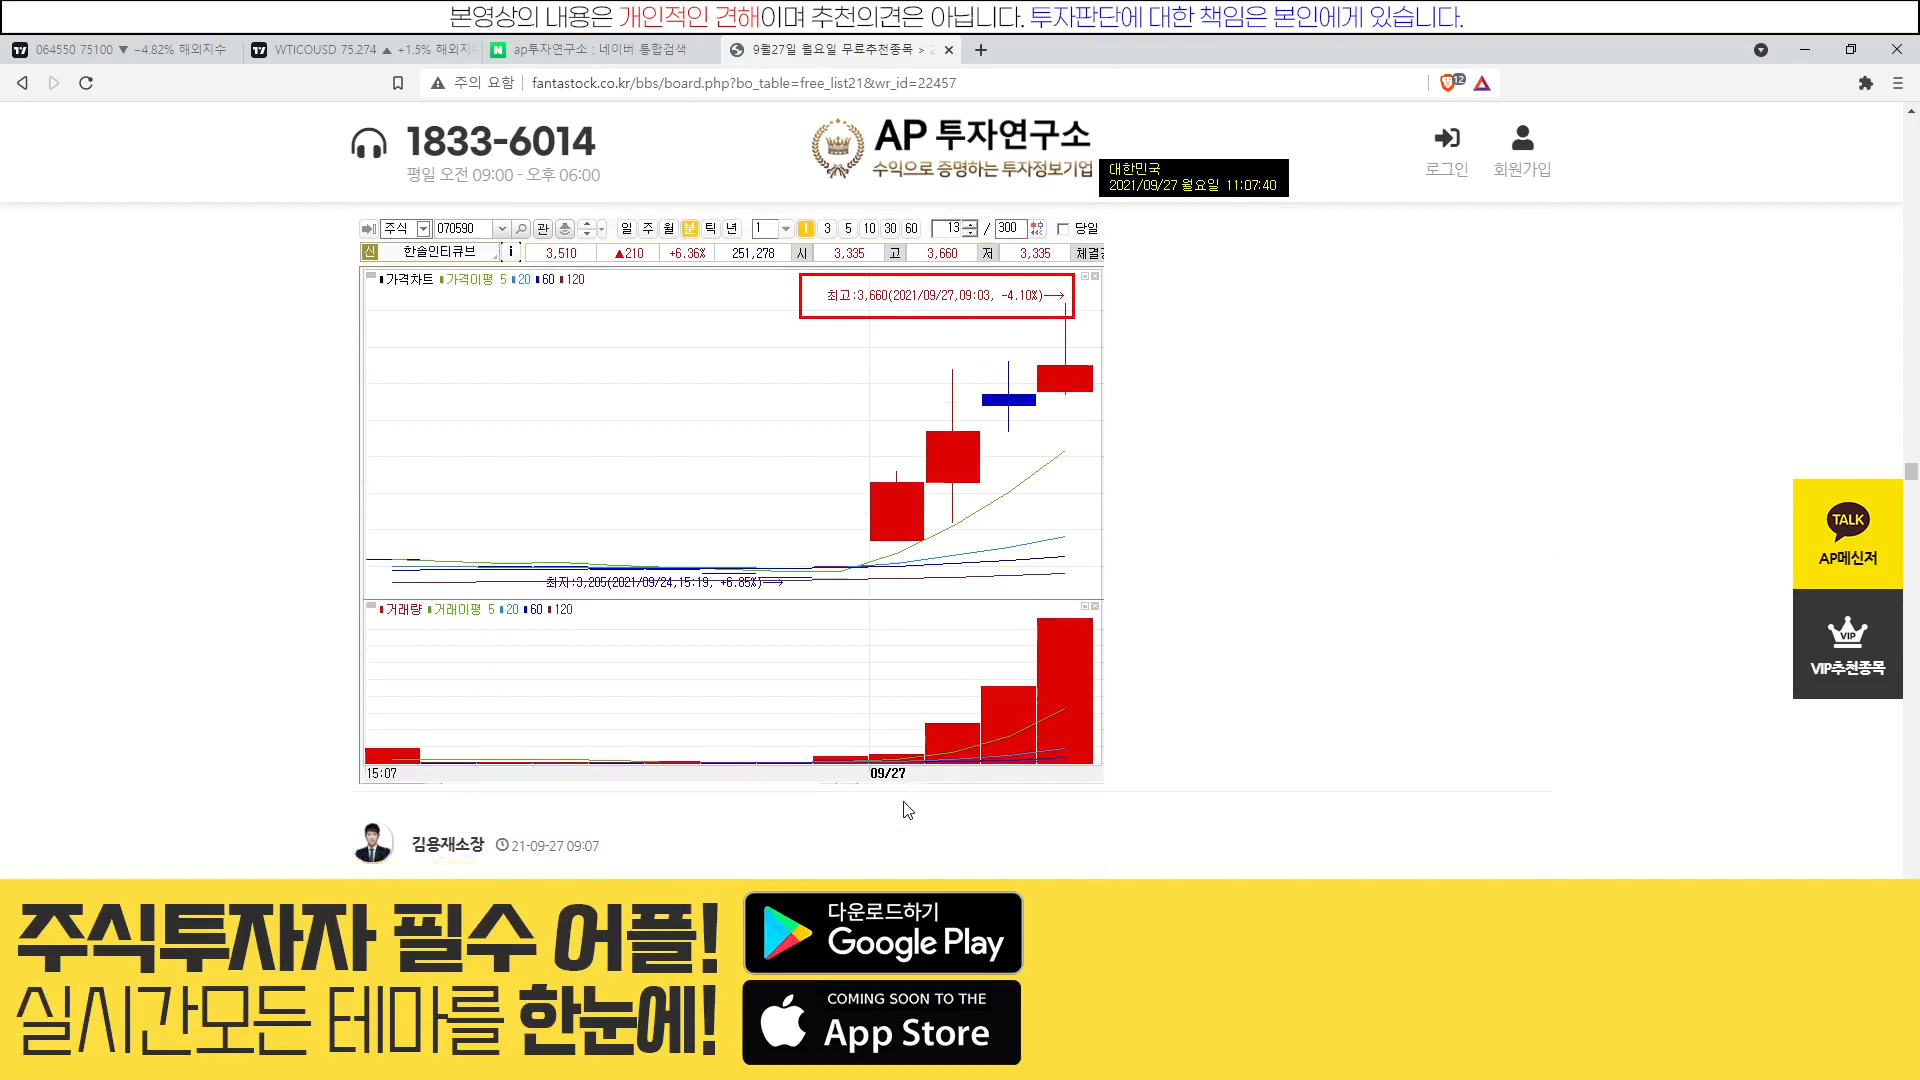 본영상의 내용은 개인적인 견해이며 추천의견은 아닙니다. 투자판단에 대한 책임은 본인에게 있습니다.
064550 75100 ▼ −4.82% 해외지수
WTICOUSD 75.274 ▲ +1.5% 해외지
ap투자연구소 : 네이버 통합검색
9월27일 월요일 무료추천종목 > 2
주의 요함
fantastock.co.kr/bbs/board.php?bo_table=free_list21&wr_id=22457
12
1833-6014
평일 오전 09:00 - 오후 06:00
AP 투자연구소
수익으로 증명하는 투자정보기업
대한민국
2021/09/27 월요일 11:07:40
로그인
회원가입
주식 070590 관 일 주 월 분 틱 년 1 1 3 5 10 30 60 13 / 300 당일
신 한솔인티큐브 i 3,510 ▲210 +6.36% 251,278 시 3,335 고 3,660 저 3,335 체결
가격차트 가격이평 5 20 60 120
최고:3,660(2021/09/27,09:03, -4.10%)→
최저:3,205(2021/09/24,15:19, +6.85%)→
거래량 거래이평 5 20 60 120
15:07
09/27
TALK
AP메신저
VIP
VIP추천종목
김용재소장 21-09-27 09:07
주식투자자 필수 어플!
실시간모든 테마를 한눈에!
다운로드하기
Google Play
COMING SOON TO THE
App Store